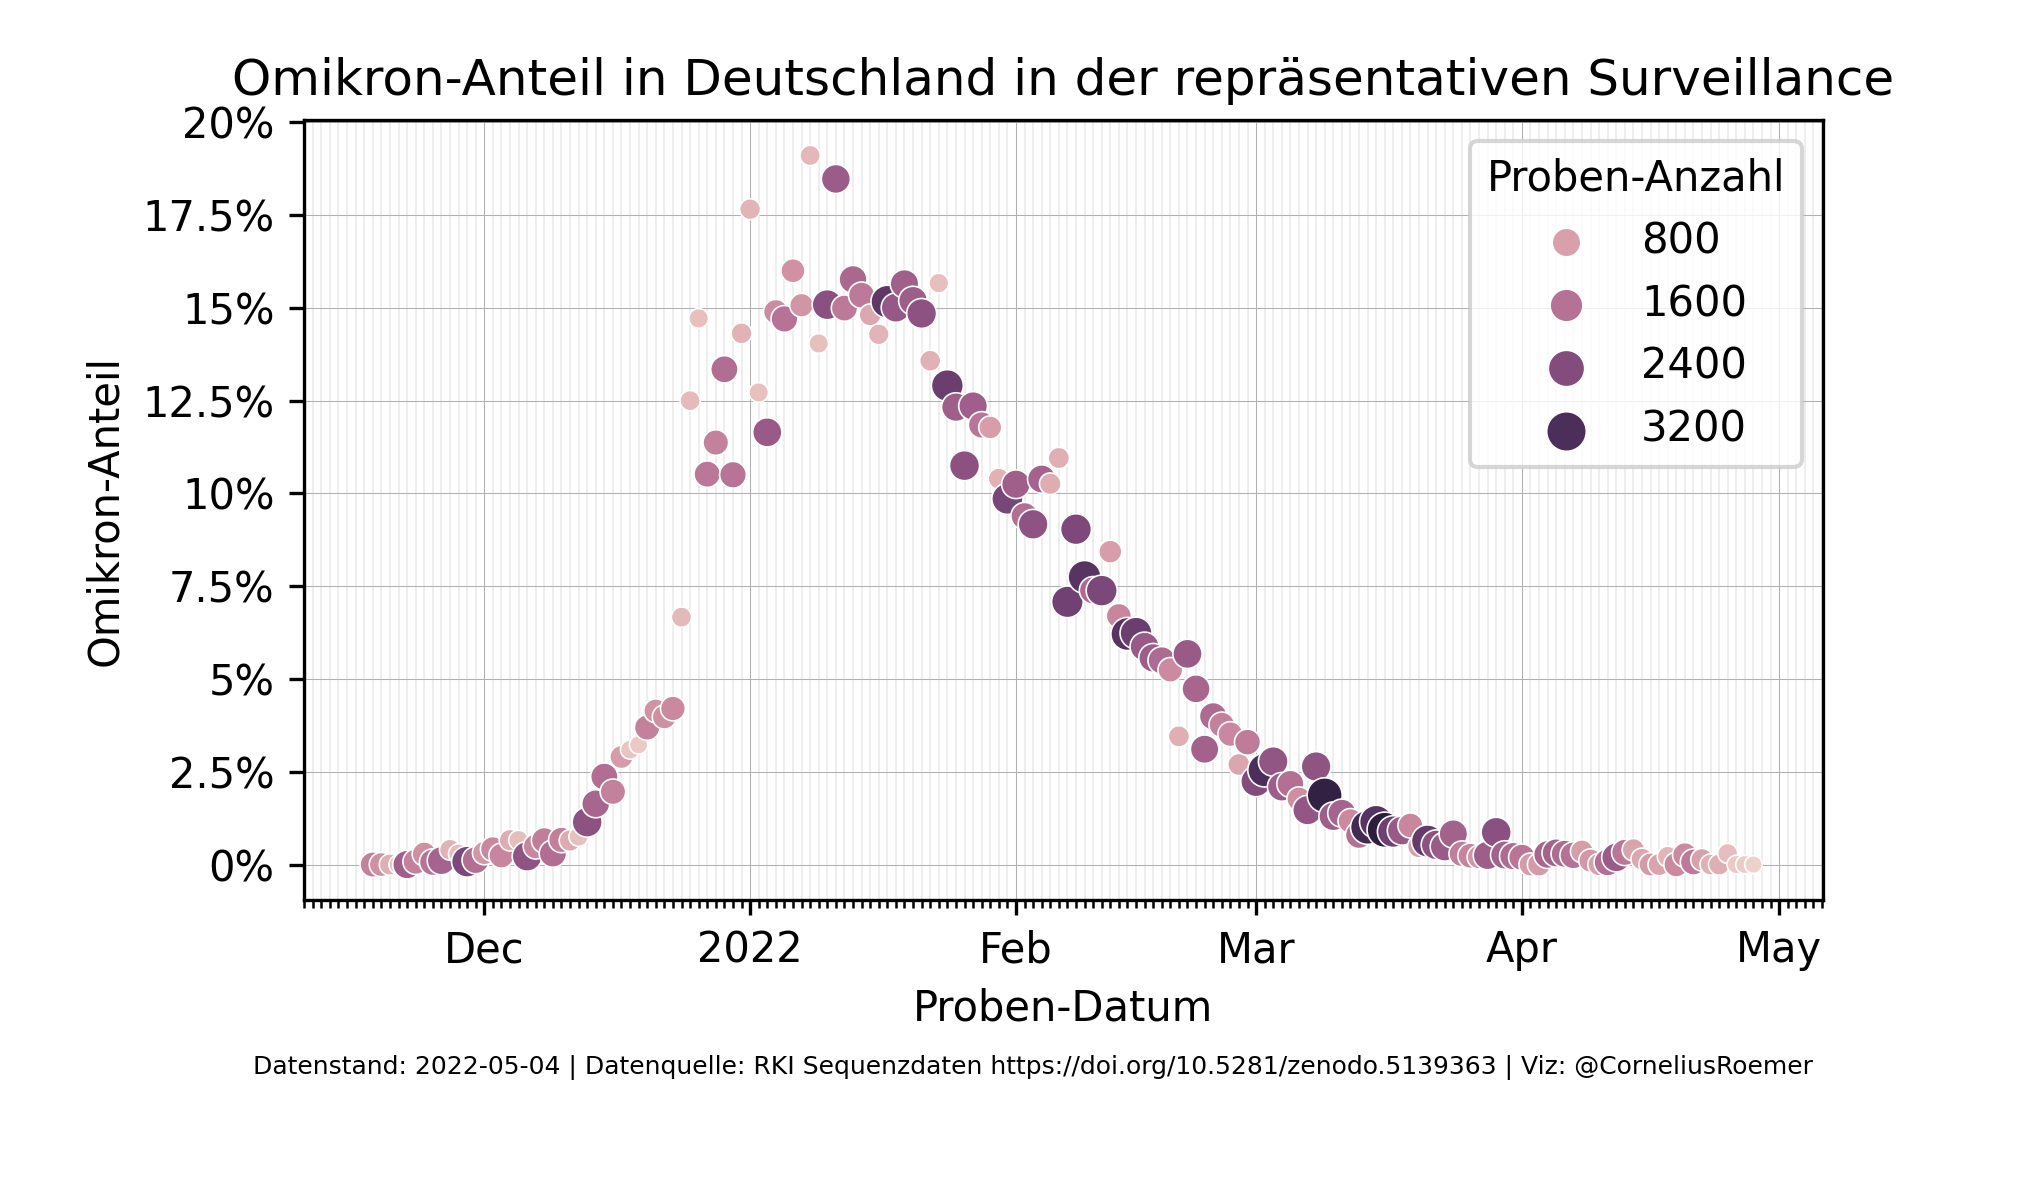 Omikron-Anteil in Deutschland in der repräsentativen Surveillance
20%
17.5%
15%
12.5%
10%
7.5%
5%
2.5%
0%
Omikron-Anteil
Proben-Anzahl
800
1600
2400
3200
Dec 2022 Feb Mar Apr May
Proben-Datum
Datenstand: 2022-05-04 | Datenquelle: RKI Sequenzdaten https://doi.org/10.5281/zenodo.5139363 | Viz: @CorneliusRoemer